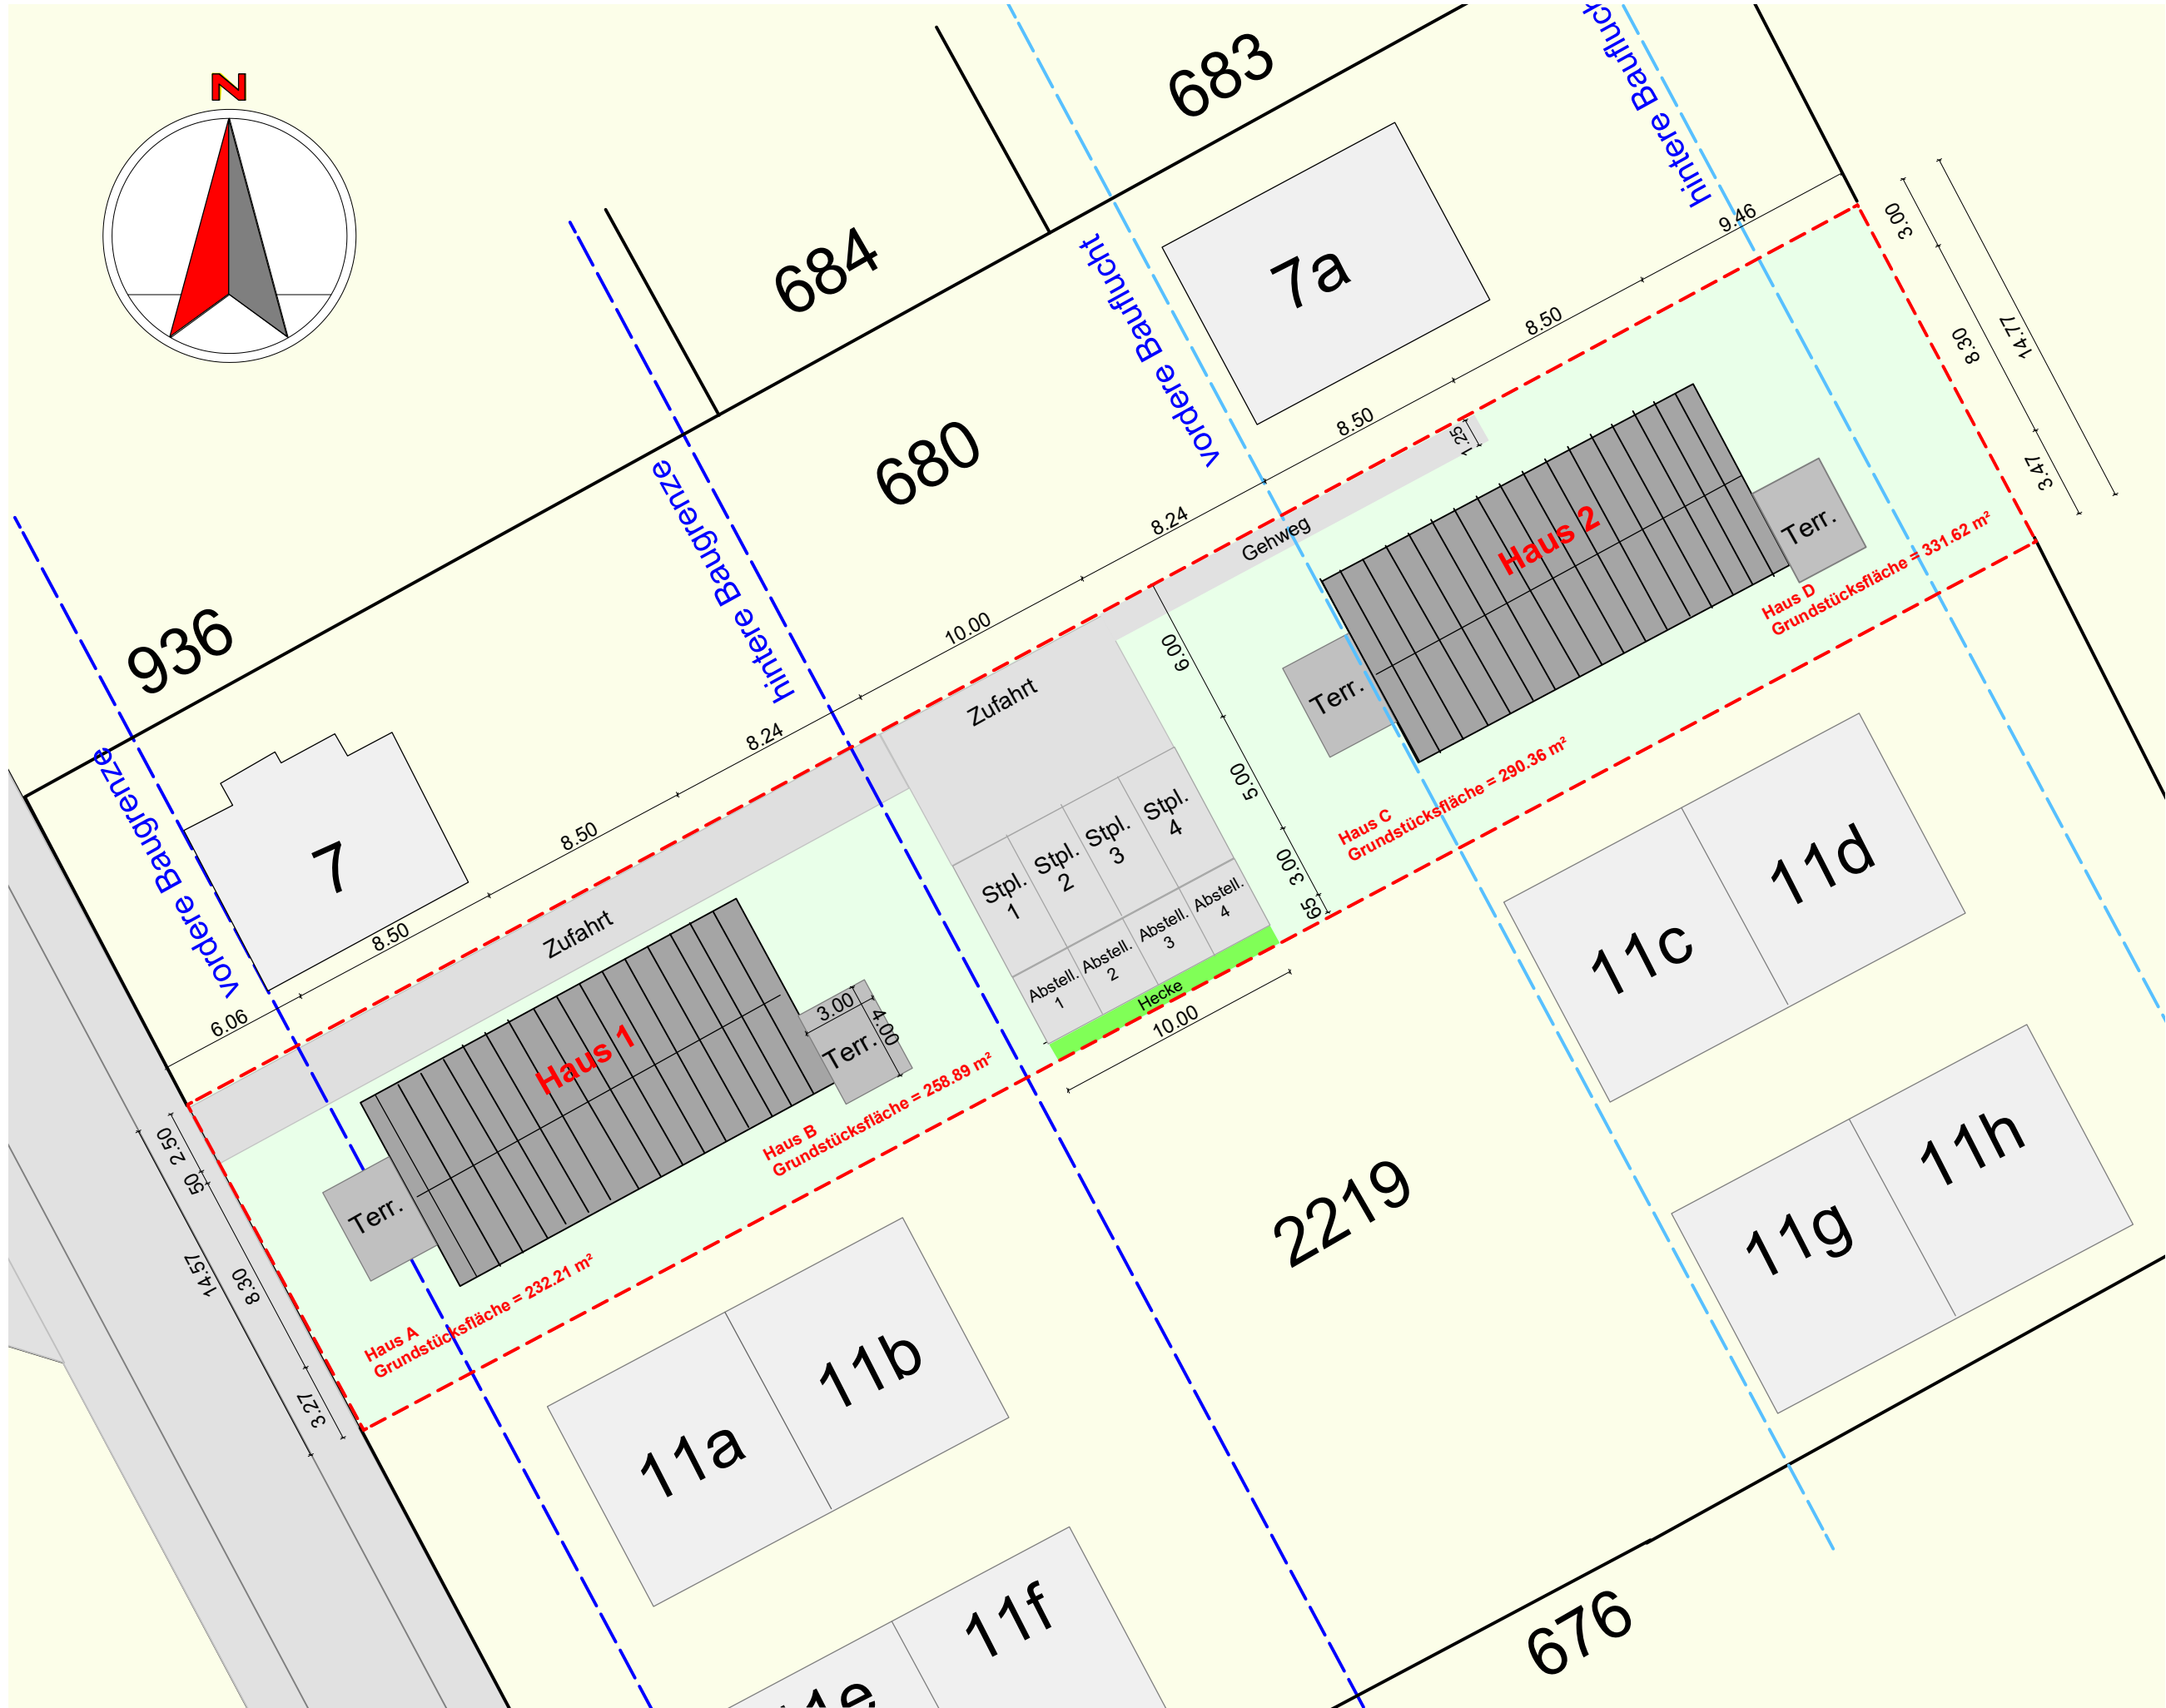 N
683
684
680
936
7a
7
hintere Baufluch
vordere Bauflucht
hintere Baugrenze
vordere Baugrenze
9.46
8.50
8.50
8.24
10.00
8.24
8.50
8.50
6.06
3.00
8.30
3.47
14.77
1.25
Gehweg
Haus 2
Terr.
Terr.
Haus D
Grundstücksfläche = 331.62 m²
Haus C
Grundstücksfläche = 290.36 m²
Zufahrt
6.00
5.00
3.00
65
Stpl.
1
Stpl.
2
Stpl.
3
Stpl.
4
Abstell.
1
Abstell.
2
Abstell.
3
Abstell.
4
Hecke
10.00
Zufahrt
Haus 1
3.00
4.00
Terr.
Terr.
Haus B
Grundstücksfläche = 258.89 m²
Haus A
Grundstücksfläche = 232.21 m²
2.50
50
8.30
3.27
14.57
11c
11d
11g
11h
2219
11a
11b
11f
676